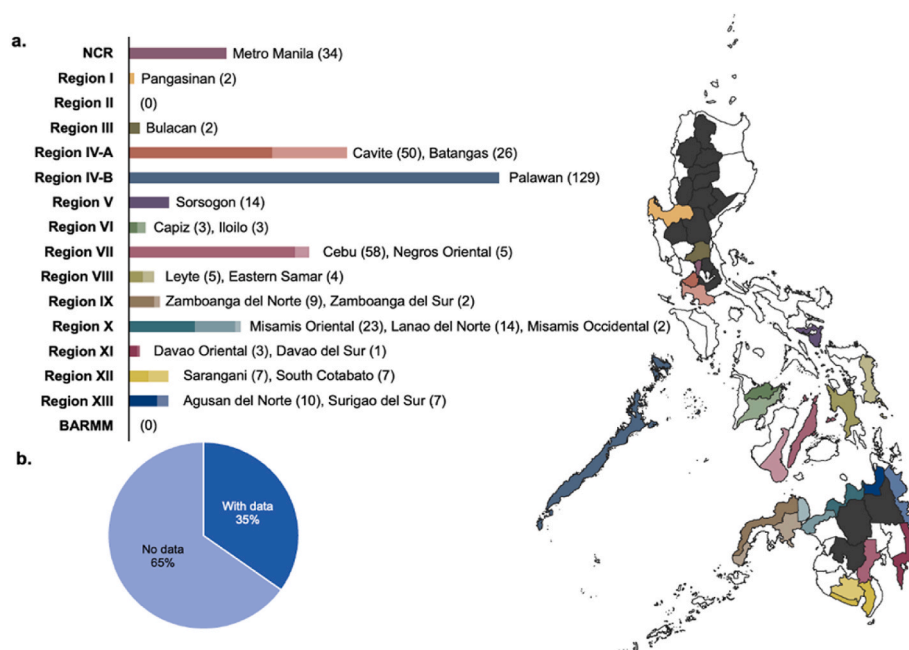 a.
NCR Metro Manila (34)
Region I Pangasinan (2)
Region II (0)
Region III Bulacan (2)
Region IV-A Cavite (50), Batangas (26)
Region IV-B Palawan (129)
Region V Sorsogon (14)
Region VI Capiz (3), Iloilo (3)
Region VII Cebu (58), Negros Oriental (5)
Region VIII Leyte (5), Eastern Samar (4)
Region IX Zamboanga del Norte (9), Zamboanga del Sur (2)
Region X Misamis Oriental (23), Lanao del Norte (14), Misamis Occidental (2)
Region XI Davao Oriental (3), Davao del Sur (1)
Region XII Sarangani (7), South Cotabato (7)
Region XIII Agusan del Norte (10), Surigao del Sur (7)
BARMM (0)
b.
With data
35%
No data
65%